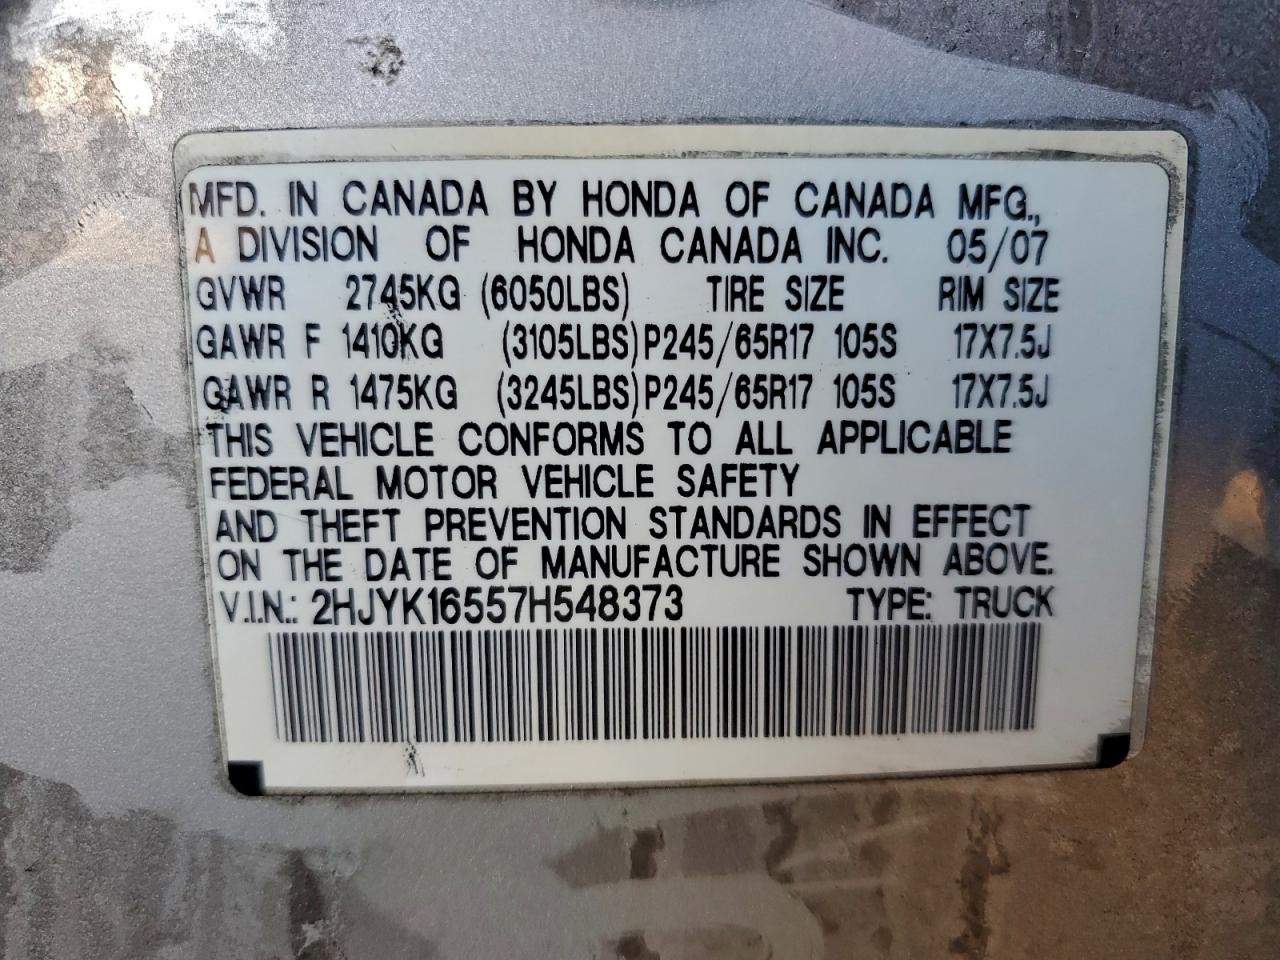 MFD. IN CANADA BY HONDA OF CANADA MFG.,
A DIVISION OF HONDA CANADA INC. 05/07
GVWR 2745KG (6050LBS) TIRE SIZE RIM SIZE
GAWR F 1410KG (3105LBS) P245/65R17 105S 17X7.5J
GAWR R 1475KG (3245LBS) P245/65R17 105S 17X7.5J
THIS VEHICLE CONFORMS TO ALL APPLICABLE
FEDERAL MOTOR VEHICLE SAFETY
AND THEFT PREVENTION STANDARDS IN EFFECT
ON THE DATE OF MANUFACTURE SHOWN ABOVE.
V.I.N.: 2HJYK16557H548373 TYPE: TRUCK